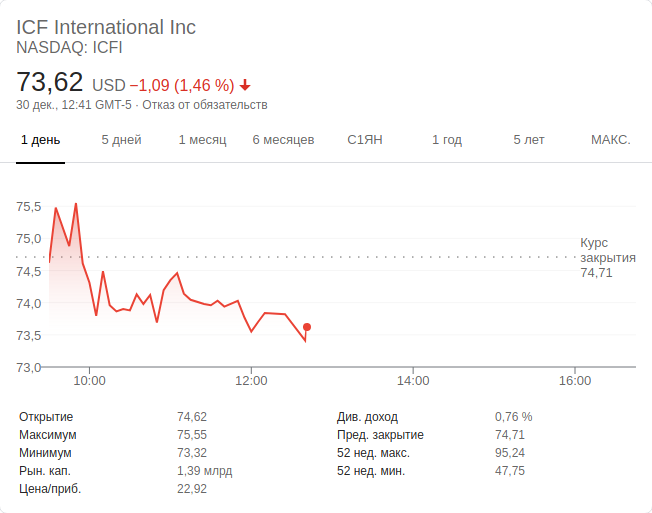 ICF International Inc
NASDAQ: ICFI
73,62 USD −1,09 (1,46 %)
30 дек., 12:41 GMT-5 · Отказ от обязательств
1 день 5 дней 1 месяц 6 месяцев С1ЯН 1 год 5 лет МАКС.
75,5
75,0
74,5
74,0
73,5
73,0
Курс
закрытия
74,71
10:00 12:00 14:00 16:00
Открытие 74,62 Див. доход 0,76 %
Максимум 75,55 Пред. закрытие 74,71
Минимум 73,32 52 нед. макс. 95,24
Рын. кап. 1,39 млрд 52 нед. мин. 47,75
Цена/приб. 22,92